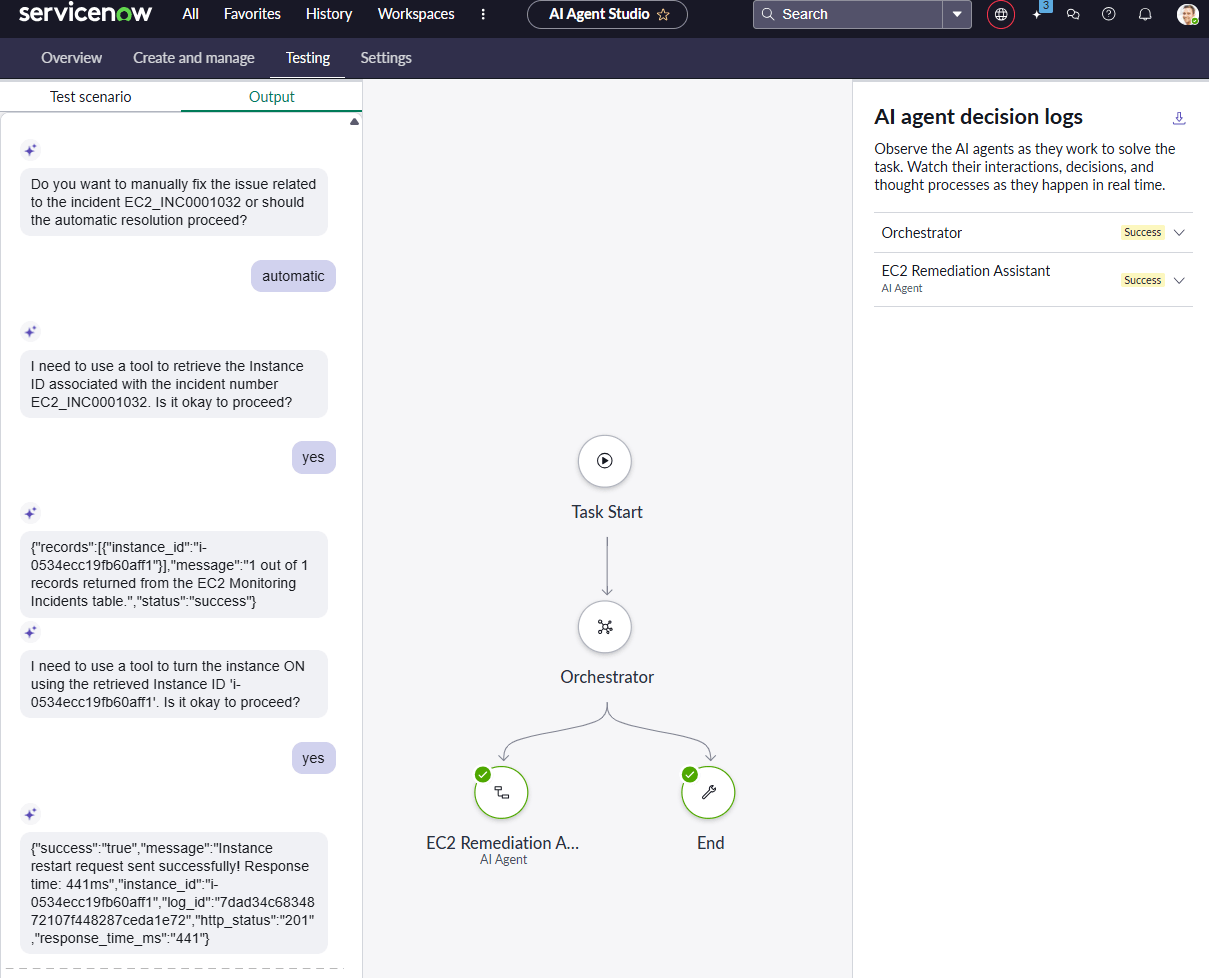 servicenow
All
Favorites
History
Workspaces
AI Agent Studio
Search
3
Overview
Create and manage
Testing
Settings
Test scenario
Output
Do you want to manually fix the issue related
to the incident EC2_INC0001032 or should
the automatic resolution proceed?
automatic
I need to use a tool to retrieve the Instance
ID associated with the incident number
EC2_INC0001032. Is it okay to proceed?
yes
{"records":[{"instance_id":"i-
0534ecc19fb60aff1"}],"message":"1 out of 1
records returned from the EC2 Monitoring
Incidents table.","status":"success"}
I need to use a tool to turn the instance ON
using the retrieved Instance ID 'i-
0534ecc19fb60aff1'. Is it okay to proceed?
yes
{"success":"true","message":"Instance
restart request sent successfully! Response
time: 441ms","instance_id":"i-
0534ecc19fb60aff1","log_id":"7dad34c68348
72107f448287ceda1e72","http_status":"201"
,"response_time_ms":"441"}
Task Start
Orchestrator
EC2 Remediation A...
AI Agent
End
AI agent decision logs
Observe the AI agents as they work to solve the
task. Watch their interactions, decisions, and
thought processes as they happen in real time.
Orchestrator
Success
EC2 Remediation Assistant
AI Agent
Success